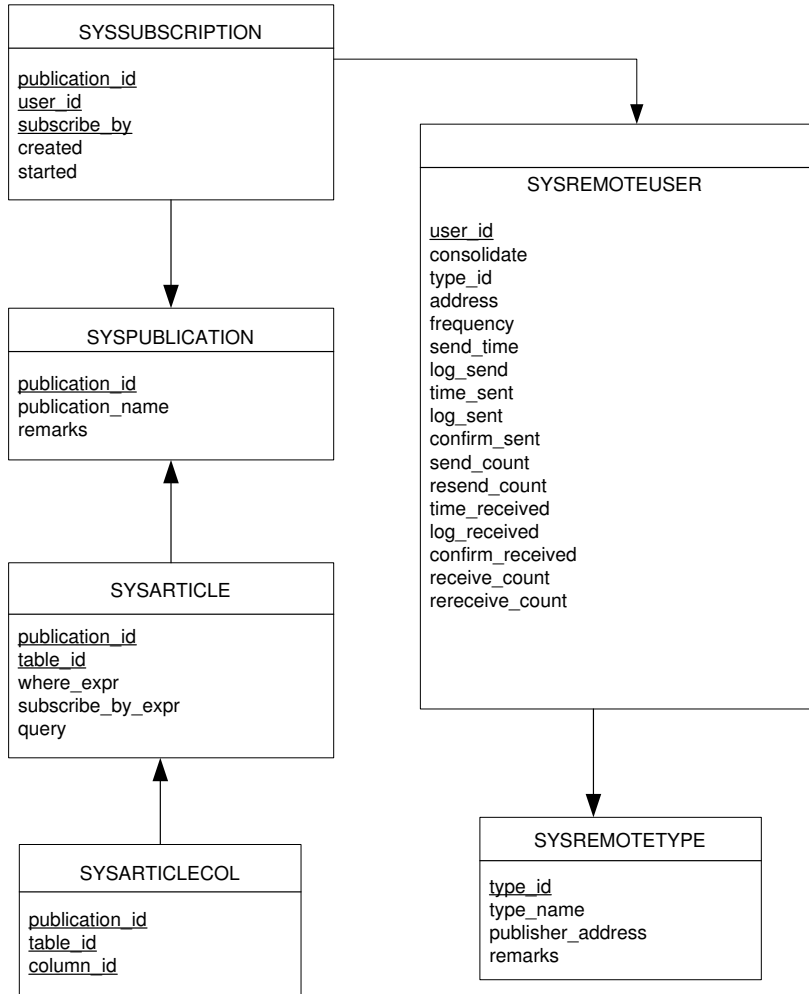 SYSSUBSCRIPTION
publication_id
user_id
subscribe_by
created
started
SYSPUBLICATION
publication_id
publication_name
remarks
SYSARTICLE
publication_id
table_id
where_expr
subscribe_by_expr
query
SYSARTICLECOL
publication_id
table_id
column_id
SYSREMOTEUSER
user_id
consolidate
type_id
address
frequency
send_time
log_send
time_sent
log_sent
confirm_sent
send_count
resend_count
time_received
log_received
confirm_received
receive_count
rereceive_count
SYSREMOTETYPE
type_id
type_name
publisher_address
remarks